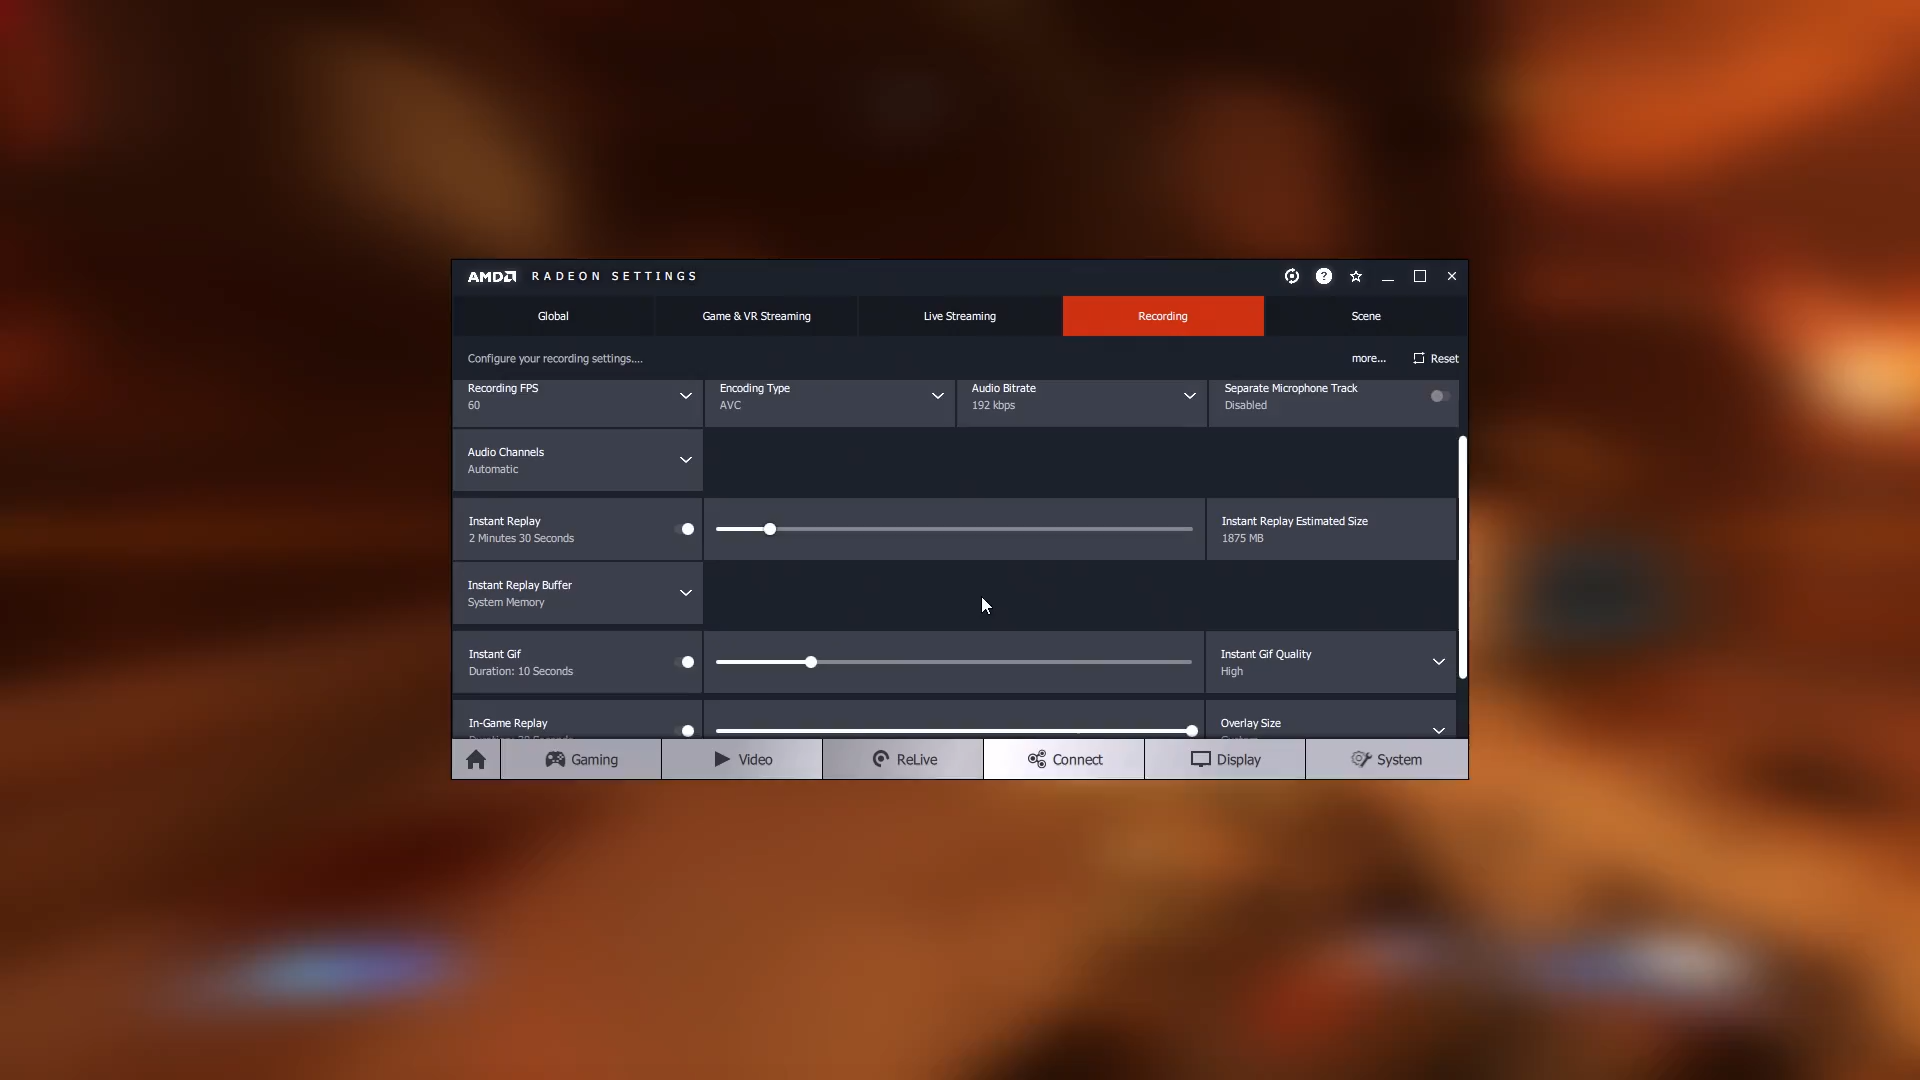 AMD RADEON SETTINGS
Global
Game & VR Streaming
Live Streaming
Recording
Scene
Configure your recording settings....
more...
Reset
Recording FPS
60
Encoding Type
AVC
Audio Bitrate
192 kbps
Separate Microphone Track
Disabled
Audio Channels
Automatic
Instant Replay
2 Minutes 30 Seconds
Instant Replay Estimated Size
1875 MB
Instant Replay Buffer
System Memory
Instant Gif
Duration: 10 Seconds
Instant Gif Quality
High
In-Game Replay
Overlay Size
Gaming
Video
ReLive
Connect
Display
System